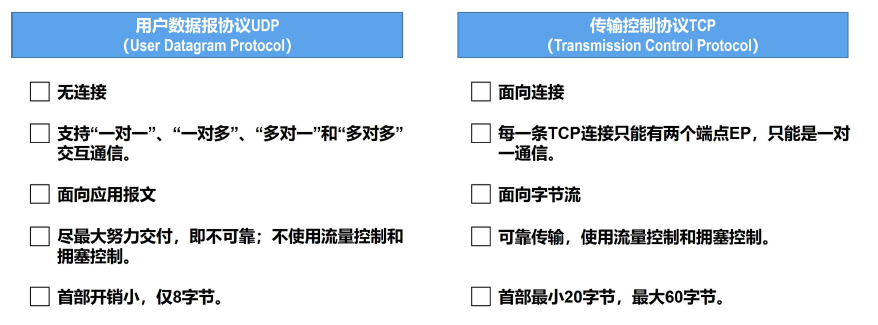 用户数据报协议UDP
（User Datagram Protocol）
无连接
支持“一对一”、“一对多”、“多对一”和“多对多”
交互通信。
面向应用报文
尽最大努力交付，即不可靠；不使用流量控制和
拥塞控制。
首部开销小，仅8字节。
传输控制协议TCP
（Transmission Control Protocol）
面向连接
每一条TCP连接只能有两个端点EP，只能是一对
一通信。
面向字节流
可靠传输，使用流量控制和拥塞控制。
首部最小20字节，最大60字节。